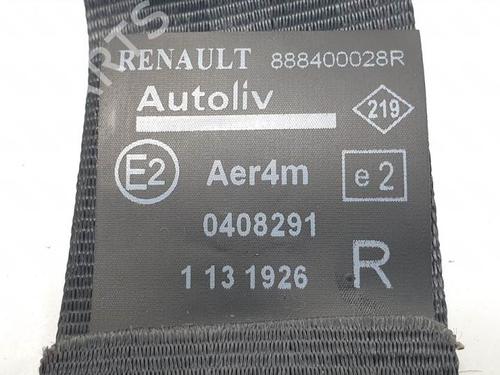 RENAULT 888400028R
Autoliv 219
E2 Aer4m e 2
0408291
1 13 1926 R